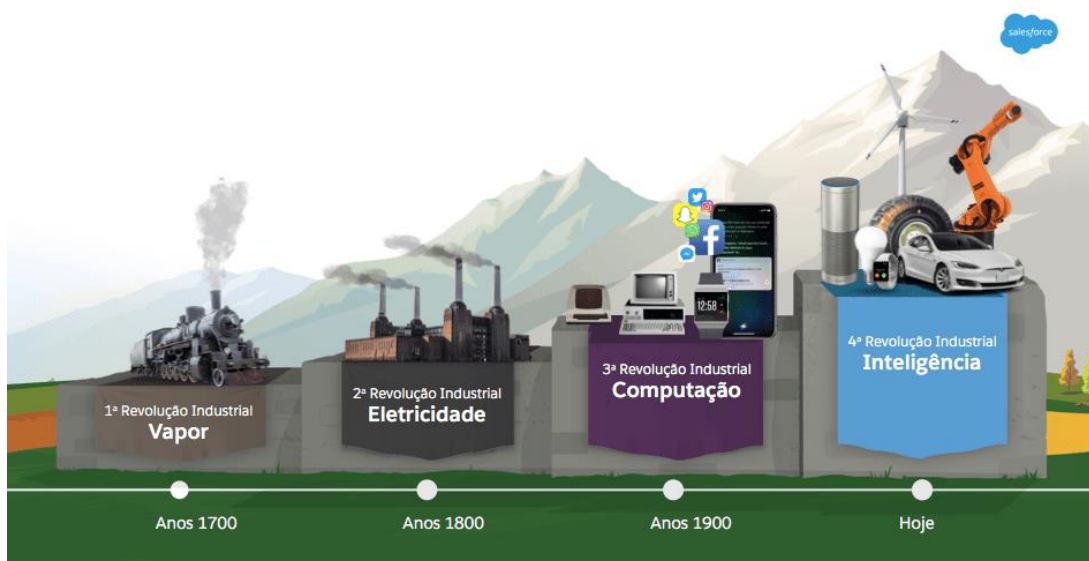 salesforce
12:58
1ª Revolução Industrial
Vapor
2ª Revolução Industrial
Eletricidade
3ª Revolução Industrial
Computação
4ª Revolução Industrial
Inteligência
Anos 1700
Anos 1800
Anos 1900
Hoje